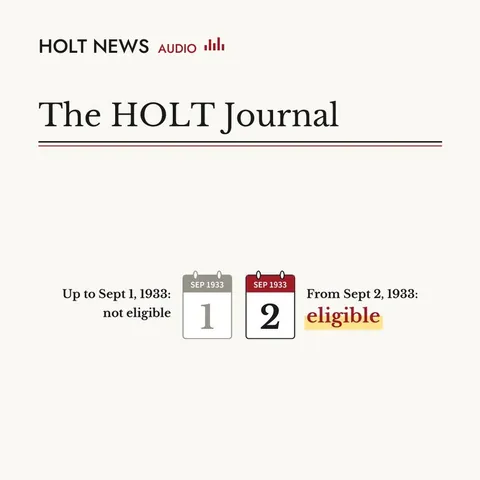 HOLT NEWS AUDIO
The HOLT Journal
Up to Sept 1, 1933:
not eligible
SEP 1933
1
SEP 1933
2
From Sept 2, 1933:
eligible